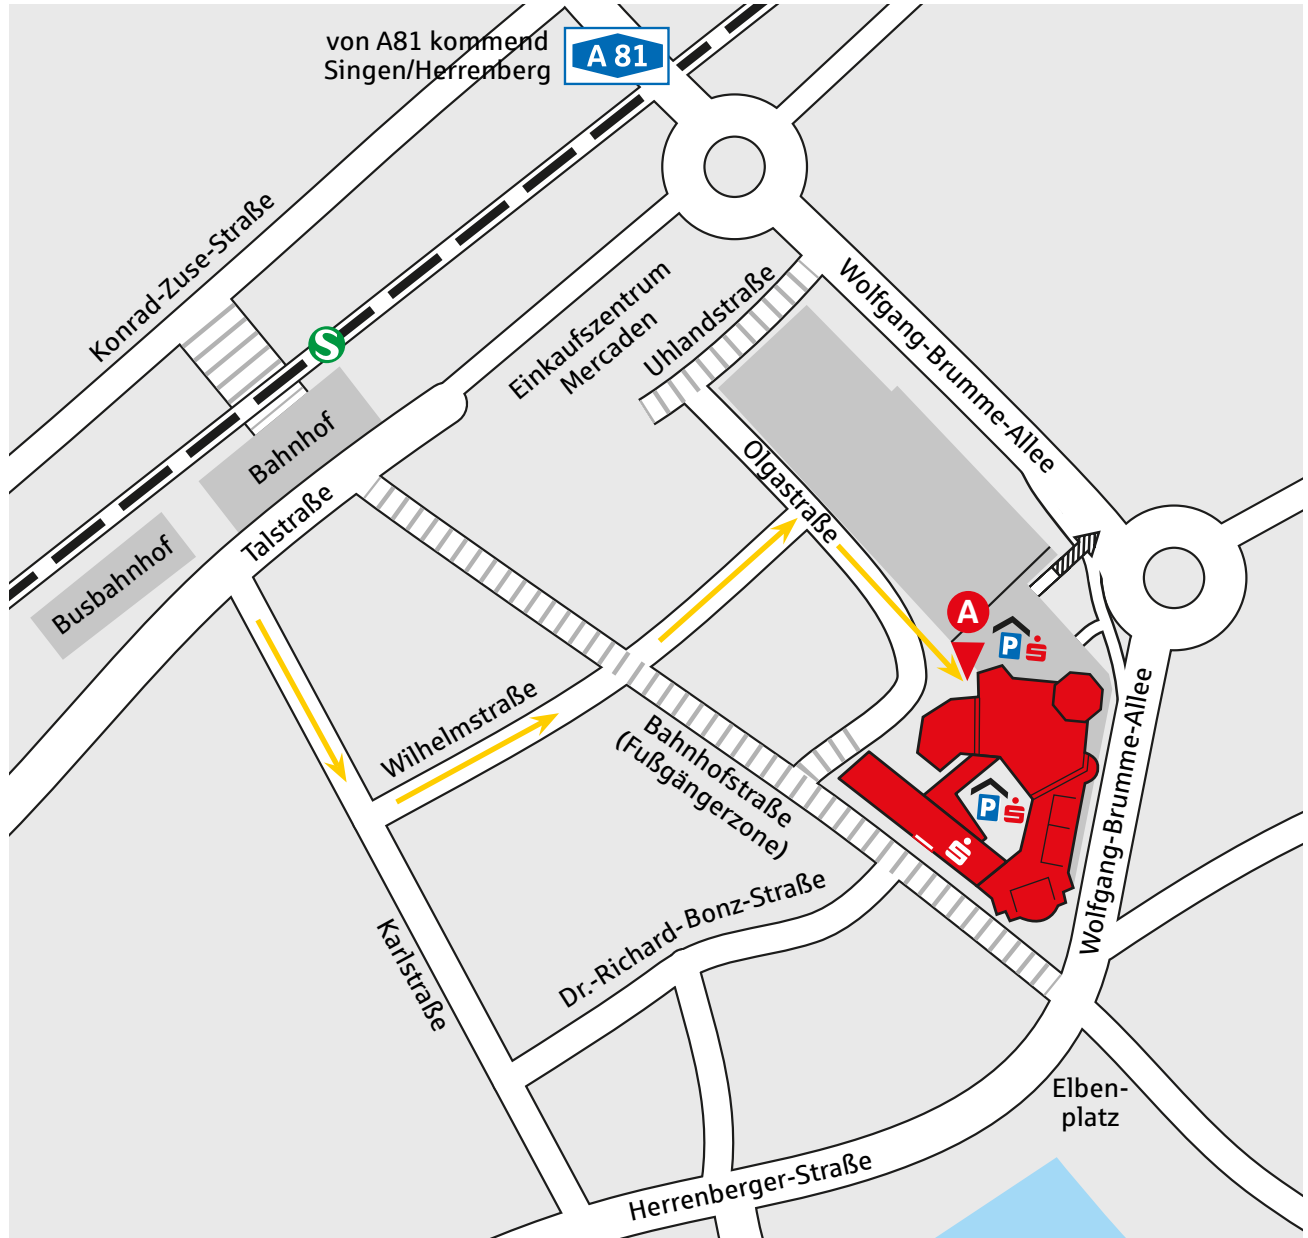 von A81 kommend
Singen/Herrenberg
A 81
Konrad-Zuse-Straße
S
Einkaufszentrum
Mercaden
Uhlandstraße
Wolfgang-Brumme-Allee
Bahnhof
Talstraße
Busbahnhof
Olgastraße
A
P
Wilhelmstraße
Bahnhofstraße
(Fußgängerzone)
P
Wolfgang-Brumme-Allee
Karlstraße
Dr.-Richard-Bonz-Straße
Elben-
platz
Herrenberger-Straße